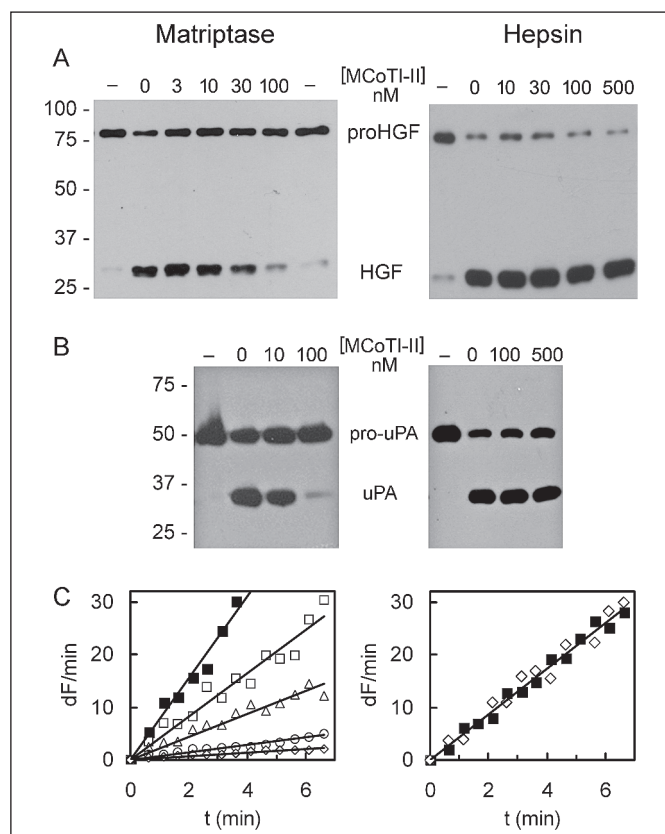 Matriptase Hepsin
A
[MCoTI-II]
nM
– 0 3 10 30 100 –
– 0 10 30 100 500
100 -
75 -
50 -
37 -
25 -
proHGF
HGF
B
[MCoTI-II]
nM
– 0 10 100
– 0 100 500
75 -
50 -
37 -
25 -
pro-uPA
uPA
C
30
20
10
0
dF/min
0 2 4 6
t (min)
30
20
10
0
dF/min
0 2 4 6
t (min)